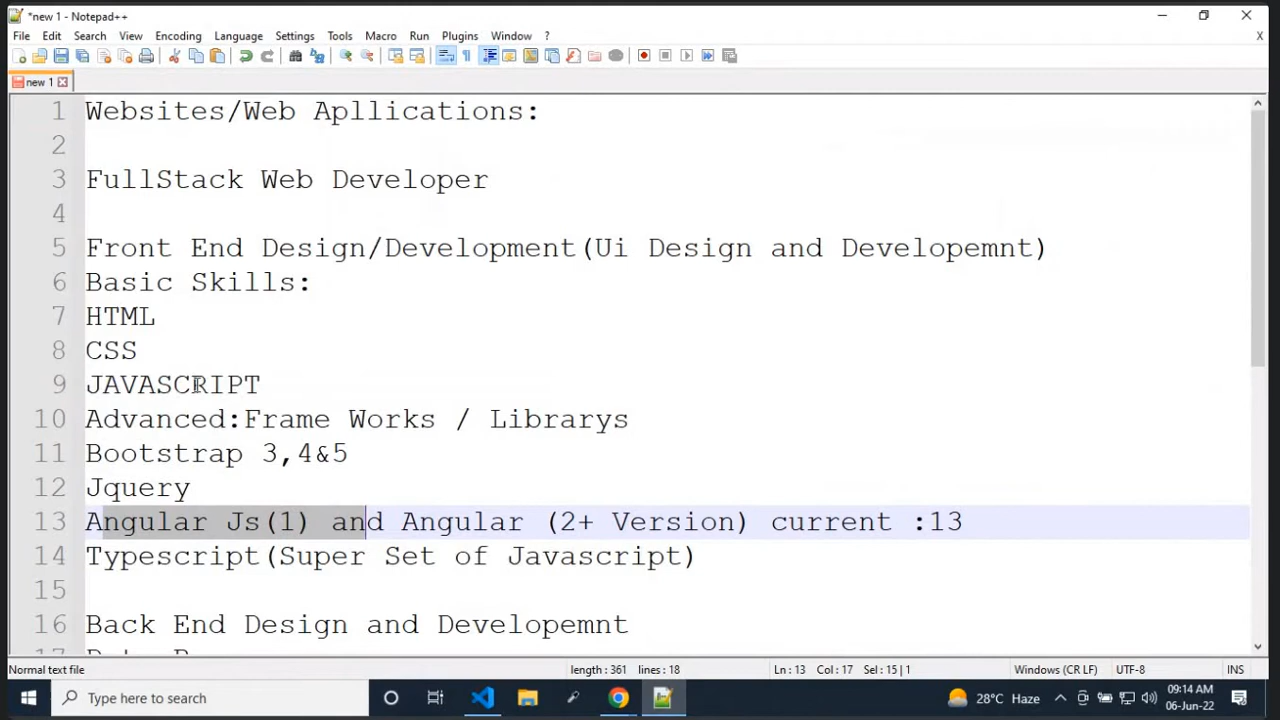 *new 1 - Notepad++
File Edit Search View Encoding Language Settings Tools Macro Run Plugins Window ? X
new 1
1 Websites/Web Apllications:
2
3 FullStack Web Developer
4
5 Front End Design/Development(Ui Design and Developemnt)
6 Basic Skills:
7 HTML
8 CSS
9 JAVASCRIPT
10 Advanced:Frame Works / Librarys
11 Bootstrap 3,4&5
12 Jquery
13 Angular Js(1) and Angular (2+ Version) current :13
14 Typescript(Super Set of Javascript)
15
16 Back End Design and Developemnt
Normal text file length : 361 lines : 18 Ln : 13 Col : 17 Sel : 15 | 1 Windows (CR LF) UTF-8 INS
Type here to search 28°C Haze 09:14 AM
06-Jun-22